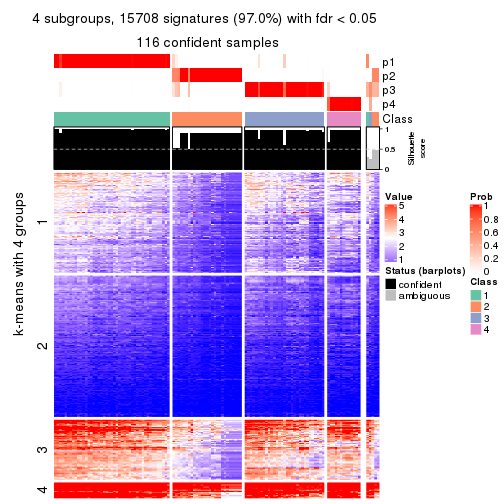 4 subgroups, 15708 signatures (97.0%) with fdr < 0.05
116 confident samples
p1
p2
p3
p4
Class
1
0.5
0
Silhouette
score
k-means with 4 groups
1
2
3
4
Value
5
4
3
2
1
Status (barplots)
confident
ambiguous
Prob
1
0.8
0.6
0.4
0.2
0
Class
1
2
3
4